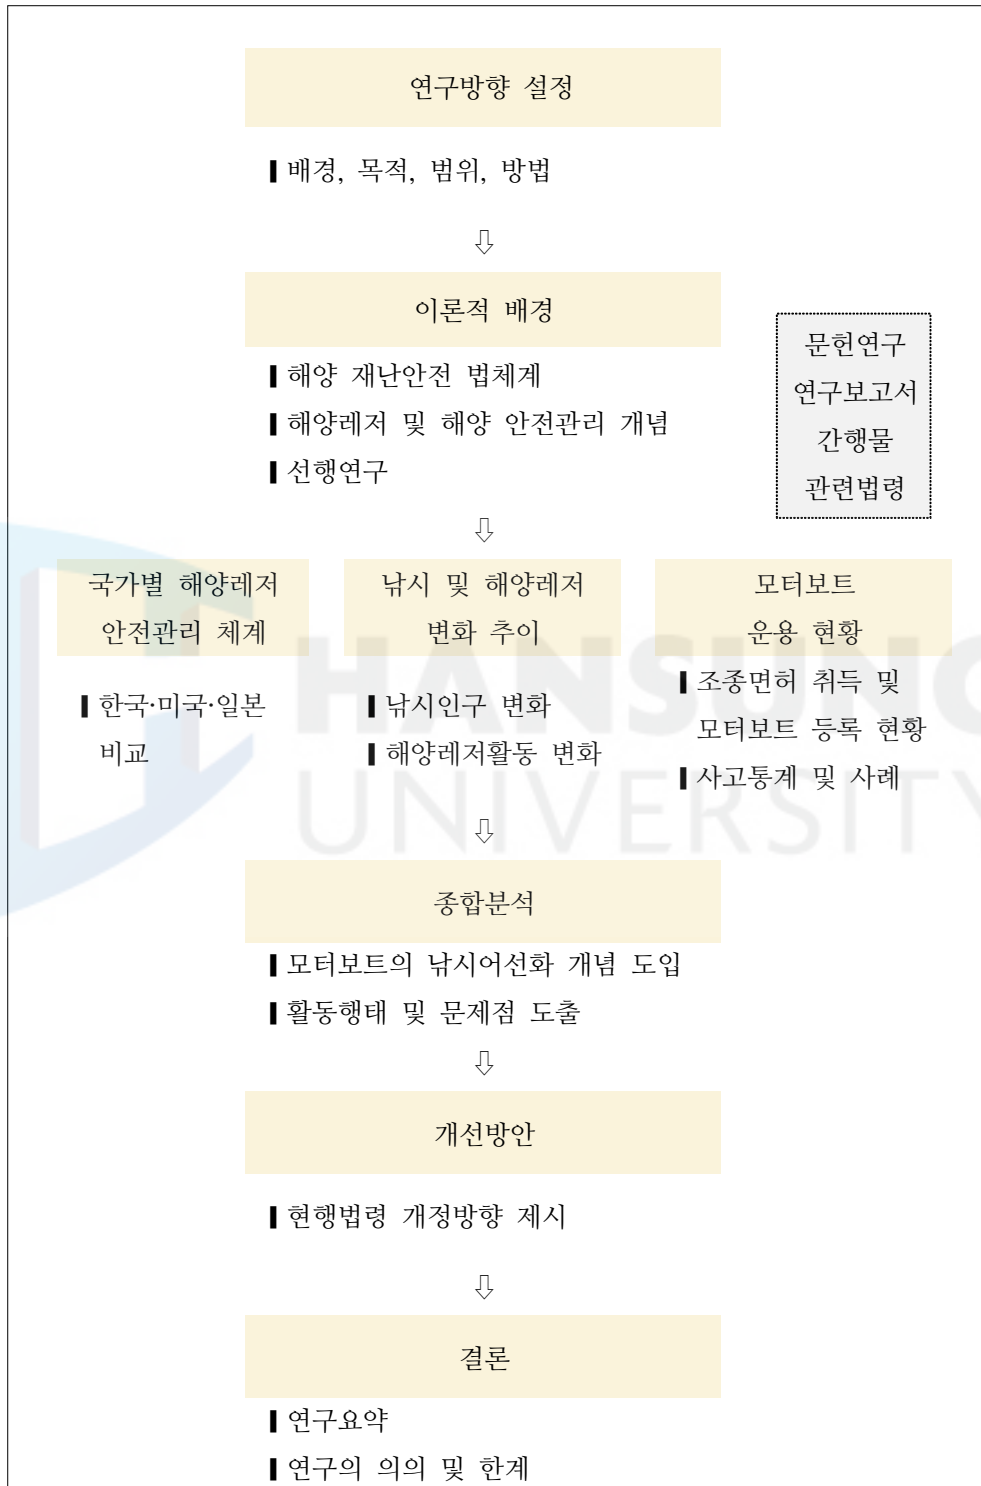 연구방향 설정
▌배경, 목적, 범위, 방법
⇩
이론적 배경
▌해양 재난안전 법체계
▌해양레저 및 해양 안전관리 개념
▌선행연구
문헌연구
연구보고서
간행물
관련법령
⇩
국가별 해양레저
안전관리 체계
▌한국·미국·일본
비교
낚시 및 해양레저
변화 추이
▌낚시인구 변화
▌해양레저활동 변화
모터보트
운용 현황
▌조종면허 취득 및
모터보트 등록 현황
▌사고통계 및 사례
HANSUNG
UNIVERSITY
⇩
종합분석
▌모터보트의 낚시어선화 개념 도입
▌활동행태 및 문제점 도출
⇩
개선방안
▌현행법령 개정방향 제시
⇩
결론
▌연구요약
▌연구의 의의 및 한계